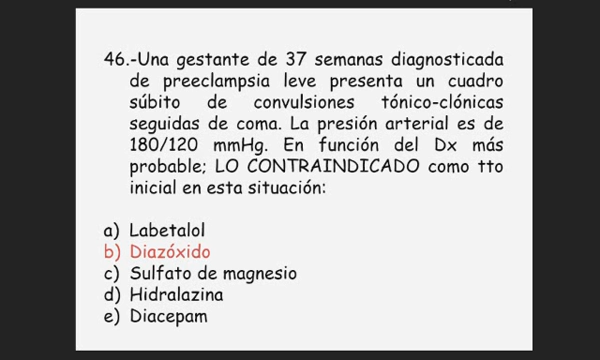 46.-Una gestante de 37 semanas diagnosticada
de preeclampsia leve presenta un cuadro
súbito de convulsiones tónico-clónicas
seguidas de coma. La presión arterial es de
180/120 mmHg. En función del Dx más
probable; LO CONTRAINDICADO como tto
inicial en esta situación:
a) Labetalol
b) Diazóxido
c) Sulfato de magnesio
d) Hidralazina
e) Diacepam